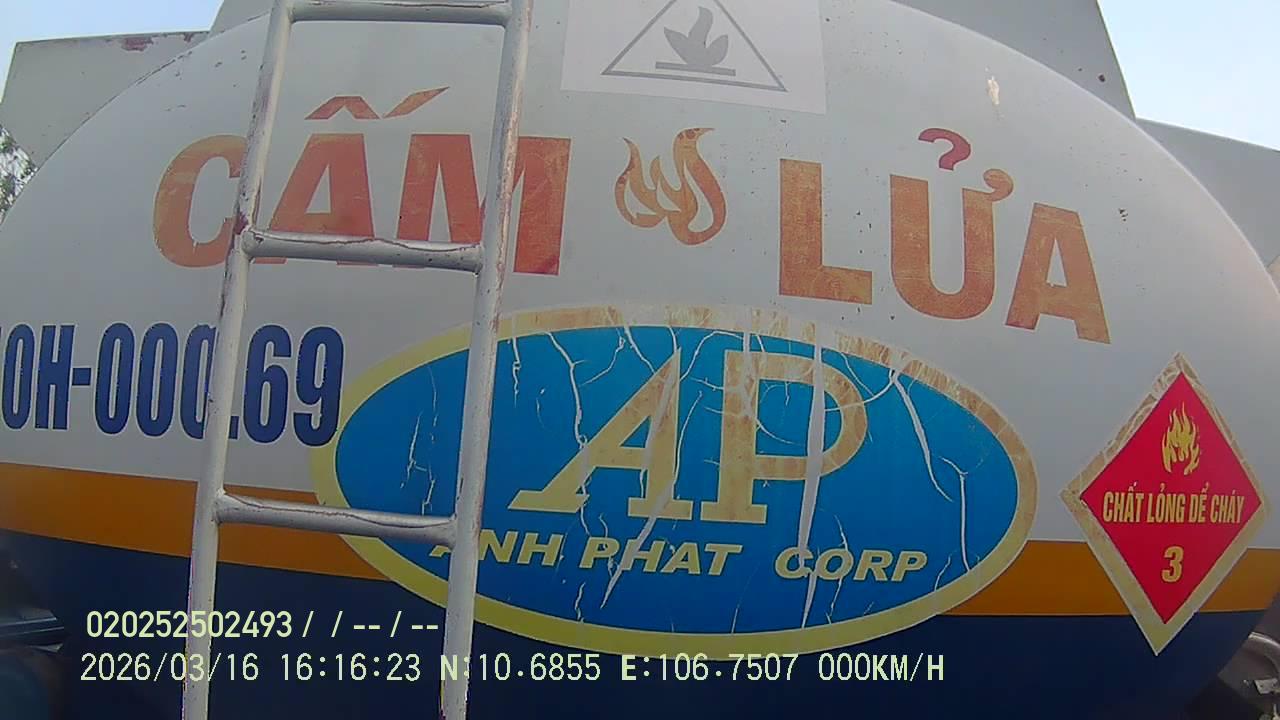 CẤM LỬA
0H-000.69
AP
ANH PHAT CORP
CHẤT LỎNG DỄ CHÁY
3
020252502493 / / -- / --
2026/03/16 16:16:23 N:10.6855 E:106.7507 000KM/H